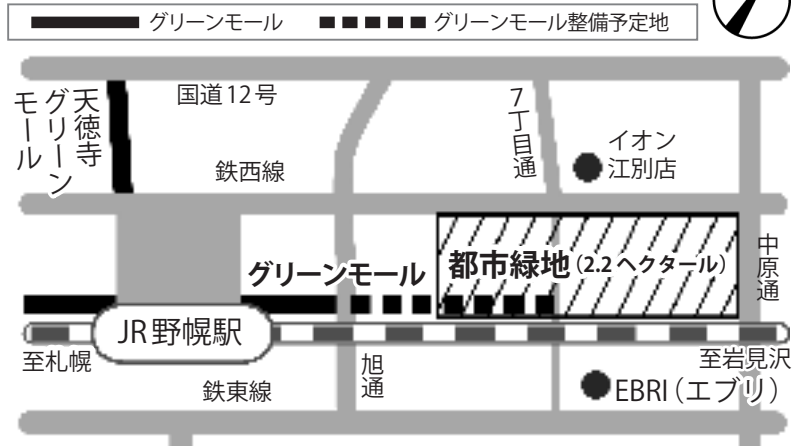 グリーンモール
グリーンモール整備予定地
国道12号
天徳寺
グリーン
モール
7丁目通
イオン
江別店
鉄西線
中原通
グリーンモール
都市緑地(2.2ヘクタール)
JR野幌駅
至札幌
至岩見沢
旭通
鉄東線
EBRI(エブリ)